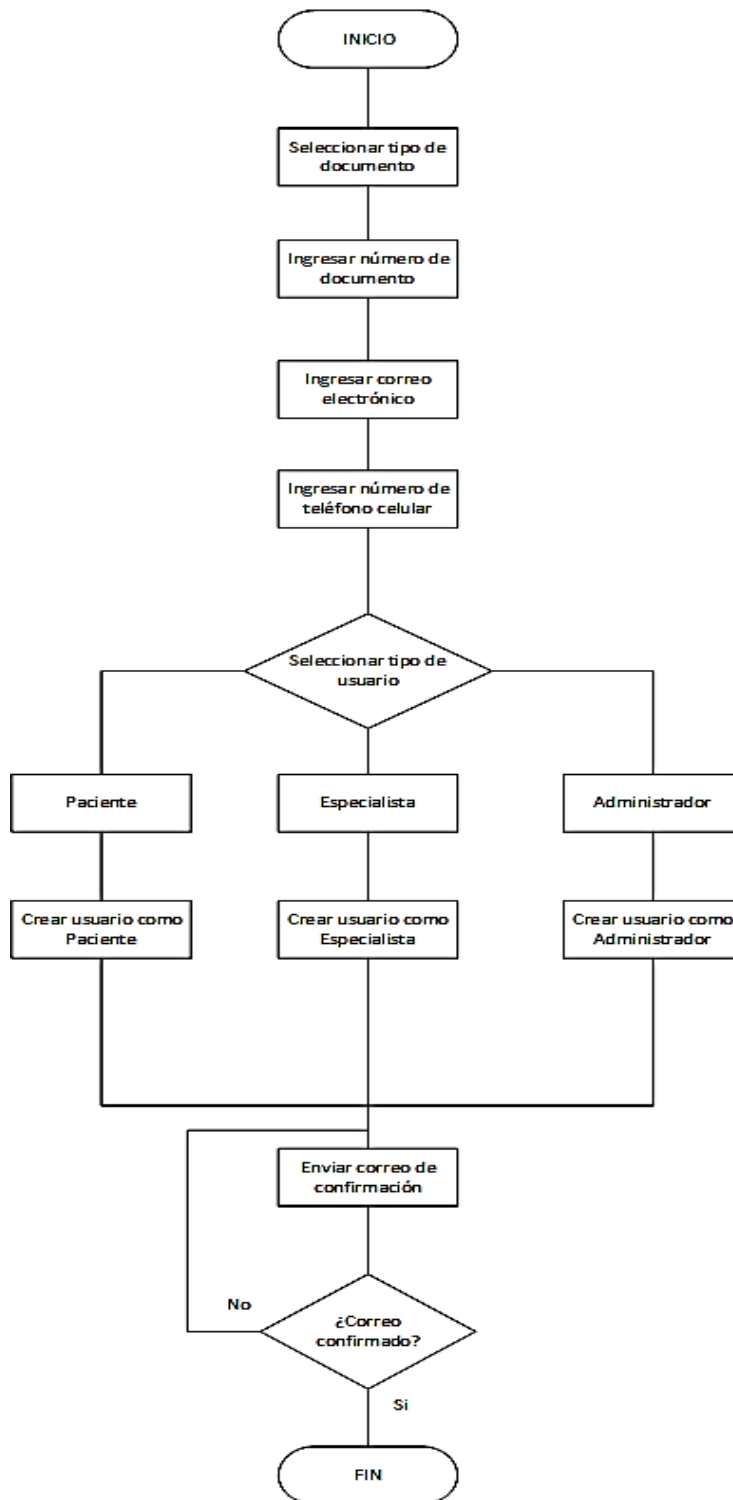 INICIO
Seleccionar tipo de
documento
Ingresar número de
documento
Ingresar correo
electrónico
Ingresar número de
teléfono celular
Seleccionar tipo de
usuario
Paciente
Especialista
Administrador
Crear usuario como
Paciente
Crear usuario como
Especialista
Crear usuario como
Administrador
Enviar correo de
confirmación
No
¿Correo
confirmado?
Si
FIN